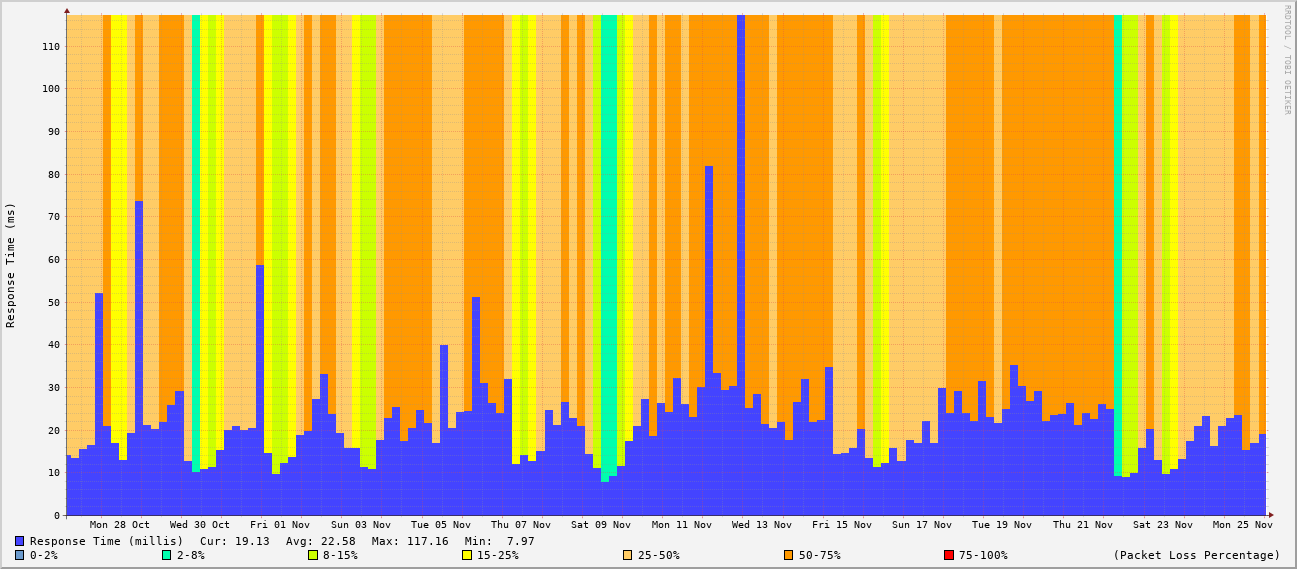 RRDTOOL / TOBI OETIKER
Response Time (ms)
110
100
90
80
70
60
50
40
30
20
10
0
Mon 28 Oct Wed 30 Oct Fri 01 Nov Sun 03 Nov Tue 05 Nov Thu 07 Nov Sat 09 Nov Mon 11 Nov Wed 13 Nov Fri 15 Nov Sun 17 Nov Tue 19 Nov Thu 21 Nov Sat 23 Nov Mon 25 Nov
Response Time (millis) Cur: 19.13 Avg: 22.58 Max: 117.16 Min: 7.97
0-2% 2-8% 8-15% 15-25% 25-50% 50-75% 75-100% (Packet Loss Percentage)